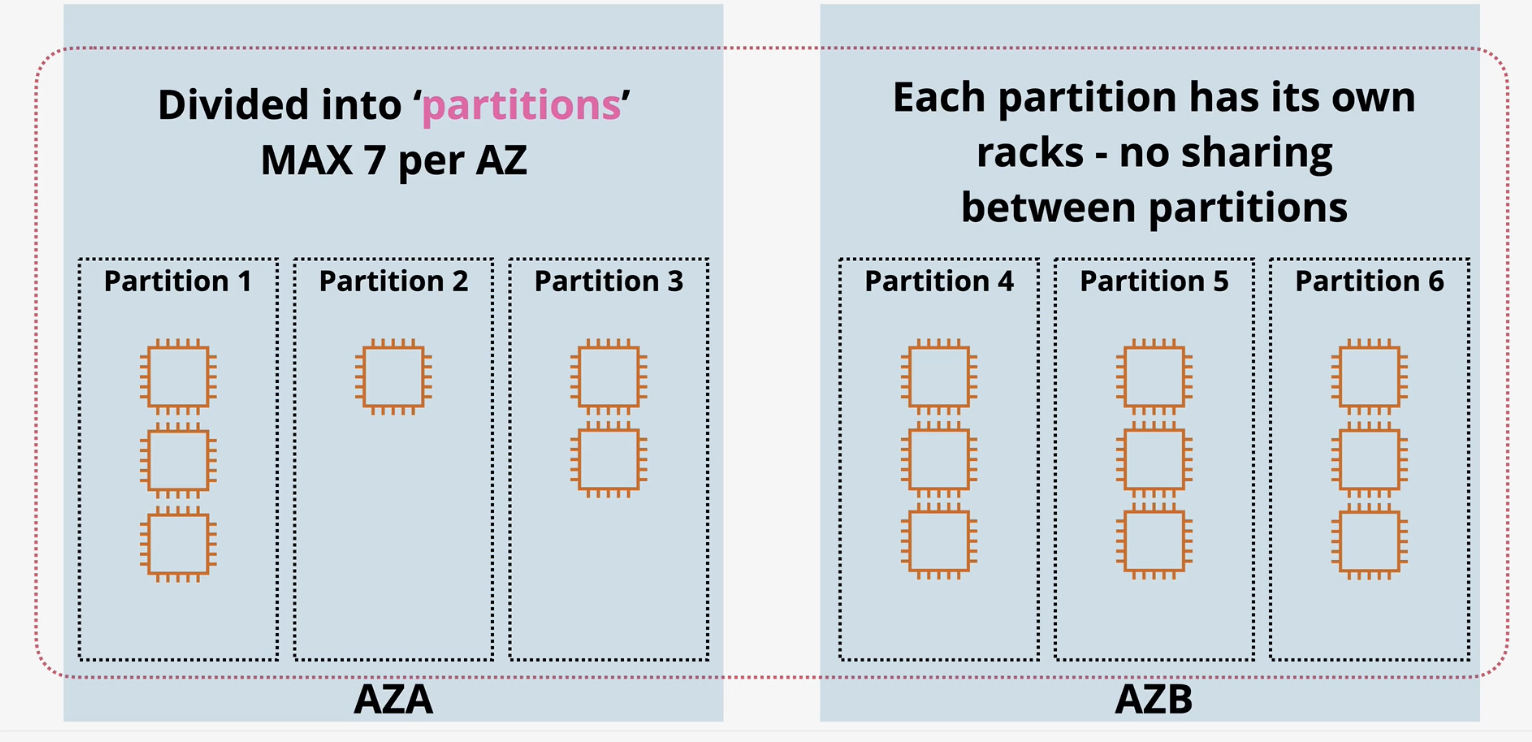 Divided into ‘partitions’
MAX 7 per AZ
Each partition has its own
racks - no sharing
between partitions
Partition 1
Partition 2
Partition 3
Partition 4
Partition 5
Partition 6
AZA
AZB